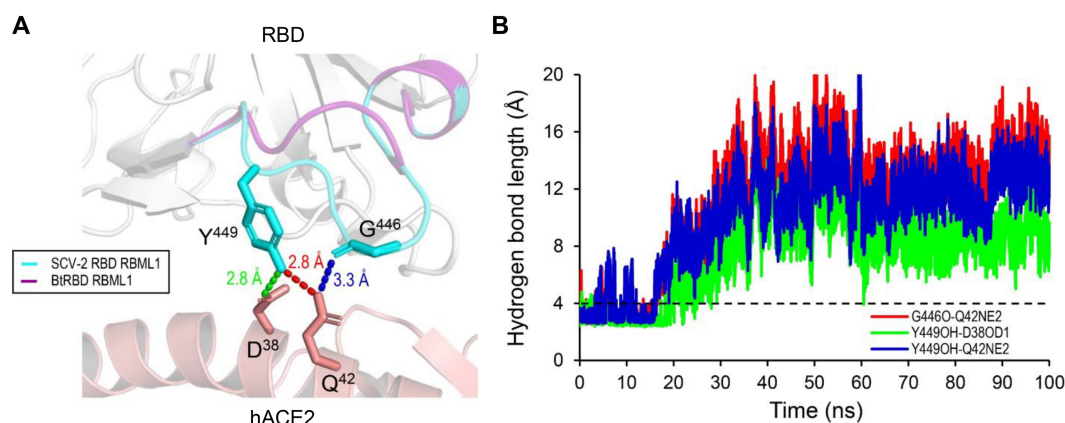 A
RBD
Y449
G446
2.8 Å
2.8 Å
3.3 Å
SCV-2 RBD RBML1
BtRBD RBML1
D38
Q42
hACE2
B
Hydrogen bond length (Å)
20
16
12
8
4
0
G446O-Q42NE2
Y449OH-D38OD1
Y449OH-Q42NE2
0 10 20 30 40 50 60 70 80 90 100
Time (ns)